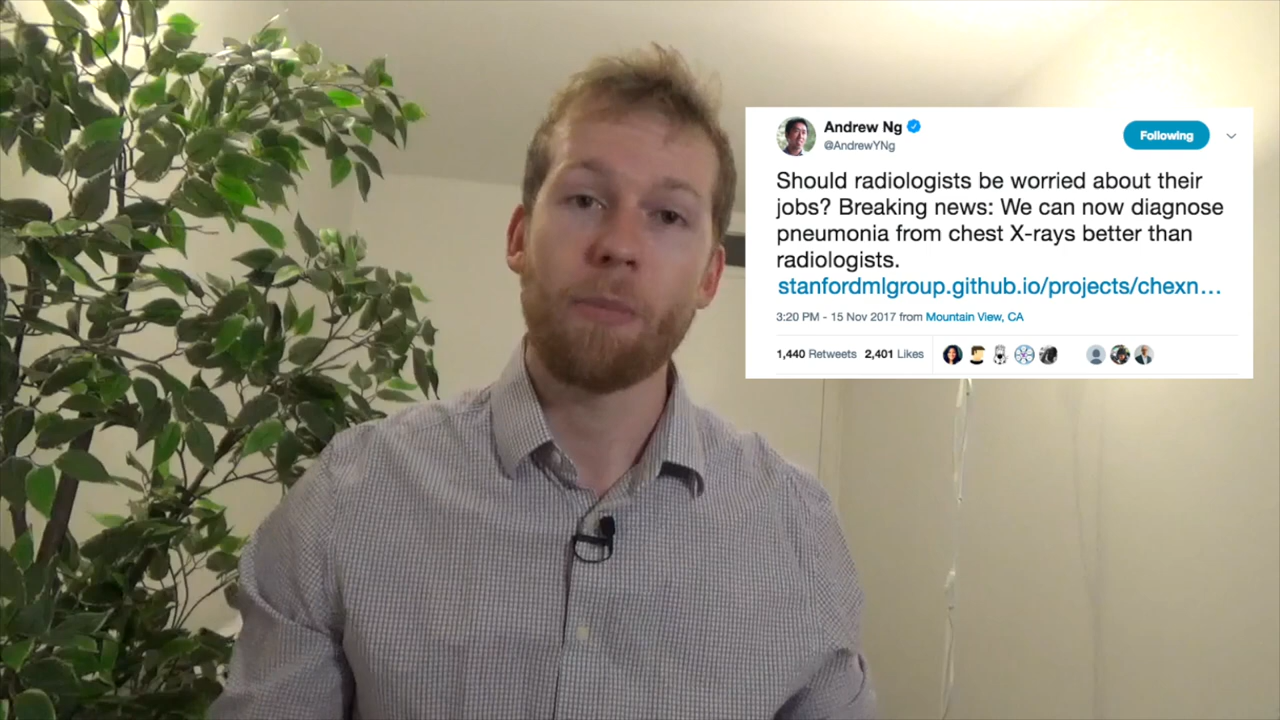 Andrew Ng
@AndrewYNg
Following
Should radiologists be worried about their
jobs? Breaking news: We can now diagnose
pneumonia from chest X-rays better than
radiologists.
stanfordmlgroup.github.io/projects/chexn…
3:20 PM - 15 Nov 2017 from Mountain View, CA
1,440 Retweets 2,401 Likes